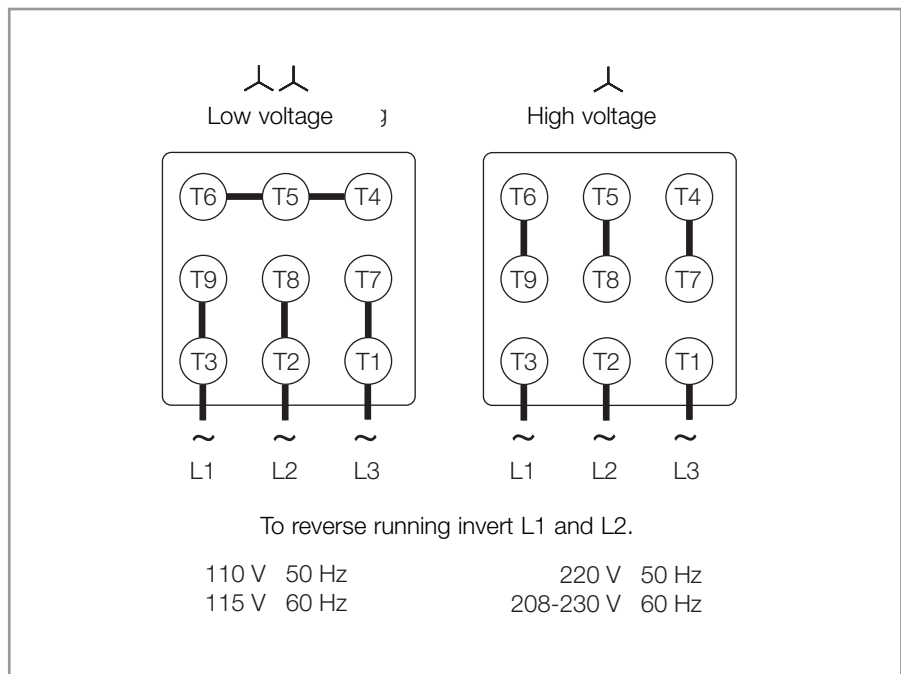 Low voltage
High voltage
T6 T5 T4
T9 T8 T7
T3 T2 T1
~ ~ ~
L1 L2 L3
T6 T5 T4
T9 T8 T7
T3 T2 T1
~ ~ ~
L1 L2 L3
To reverse running invert L1 and L2.
110 V 50 Hz
115 V 60 Hz
220 V 50 Hz
208-230 V 60 Hz